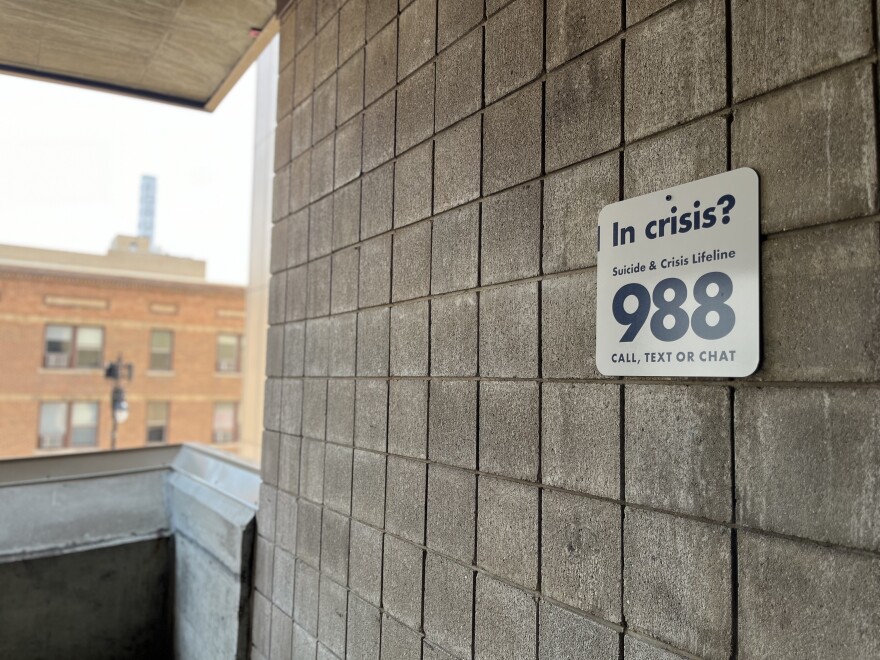 In crisis?
Suicide & Crisis Lifeline
988
CALL, TEXT OR CHAT